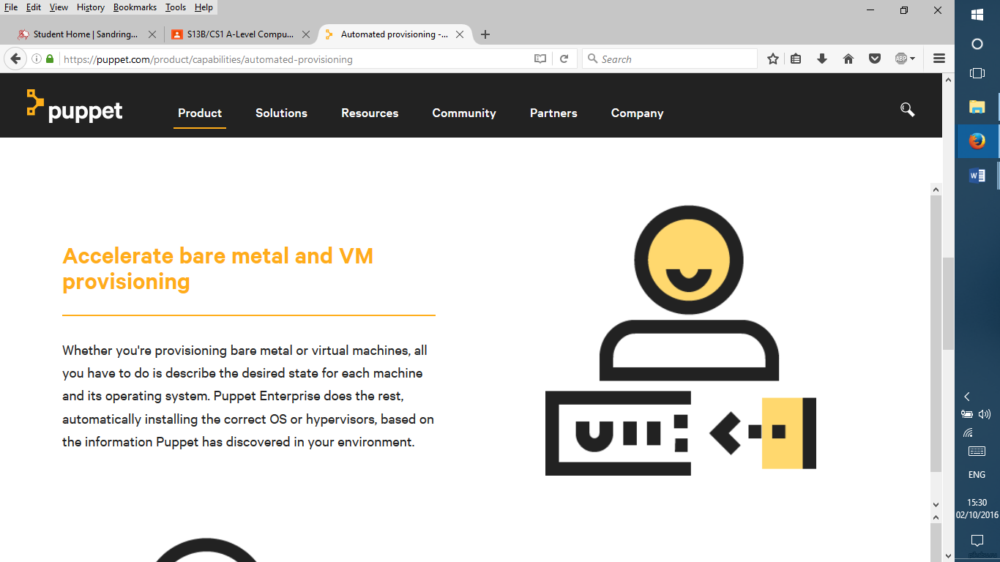 File Edit View History Bookmarks Tools Help
Student Home | Sandring...
S13B/CS1 A-Level Compu...
Automated provisioning -...
https://puppet.com/product/capabilities/automated-provisioning
Search
ABP
puppet
Product Solutions Resources Community Partners Company
Accelerate bare metal and VM
provisioning
Whether you're provisioning bare metal or virtual machines, all
you have to do is describe the desired state for each machine
and its operating system. Puppet Enterprise does the rest,
automatically installing the correct OS or hypervisors, based on
the information Puppet has discovered in your environment.
W
ENG
15:30
02/10/2016